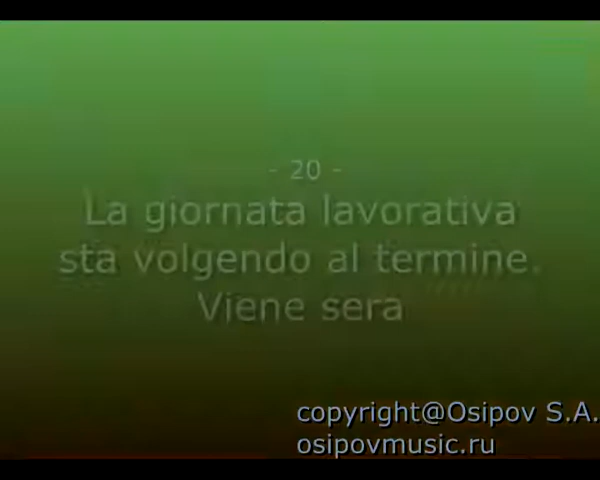 - 20 -
La giornata lavorativa
sta volgendo al termine.
Viene sera
copyright@Osipov S.A.
osipovmusic.ru